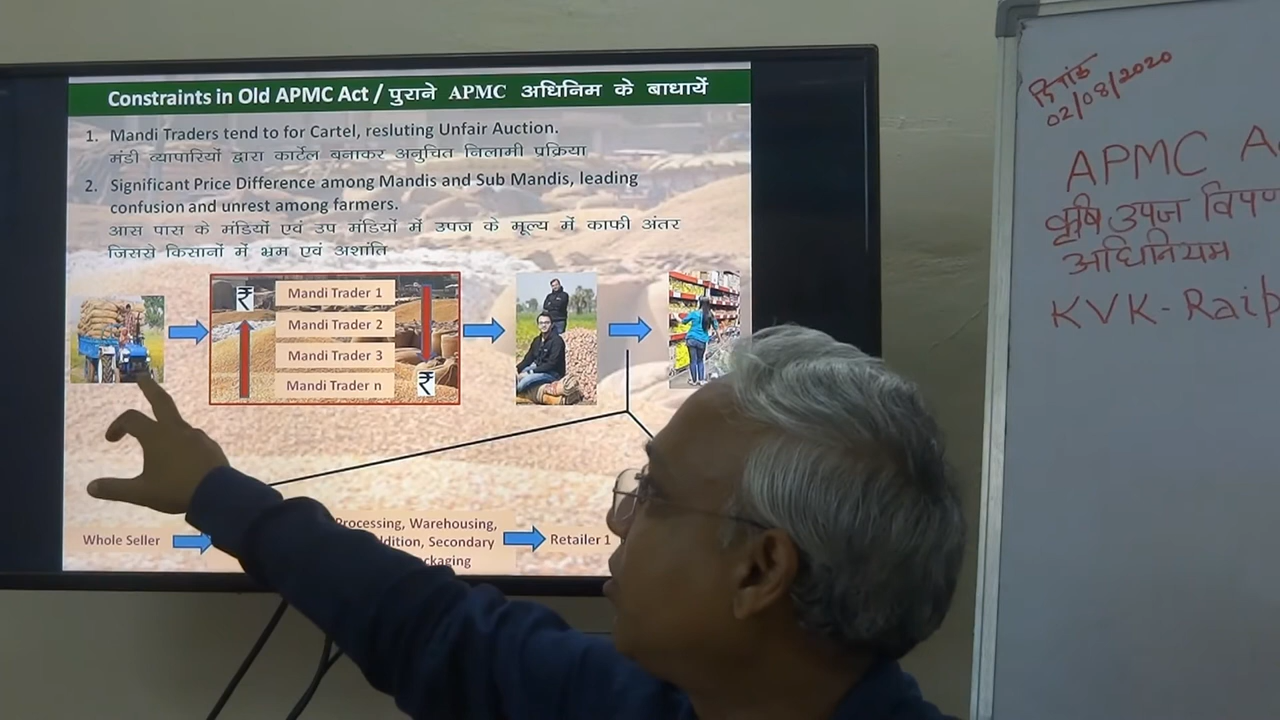 Constraints in Old APMC Act / पुराने APMC अधिनिम के बाधायें
1. Mandi Traders tend to for Cartel, resluting Unfair Auction.
मंडी व्यापारियों द्वारा कार्टेल बनाकर अनुचित निलामी प्रक्रिया
2. Significant Price Difference among Mandis and Sub Mandis, leading
confusion and unrest among farmers.
आस पास के मंडियों एवं उप मंडियों में उपज के मूल्य में काफी अंतर
जिससे किसानों में भ्रम एवं अशांति
₹
Mandi Trader 1
Mandi Trader 2
Mandi Trader 3
Mandi Trader n
₹
Whole Seller
Processing, Warehousing,
Secondary
Retailer 1
दिनांक
02/08/2020
APMC
कृषि उपज
अधिनियम
KVK-